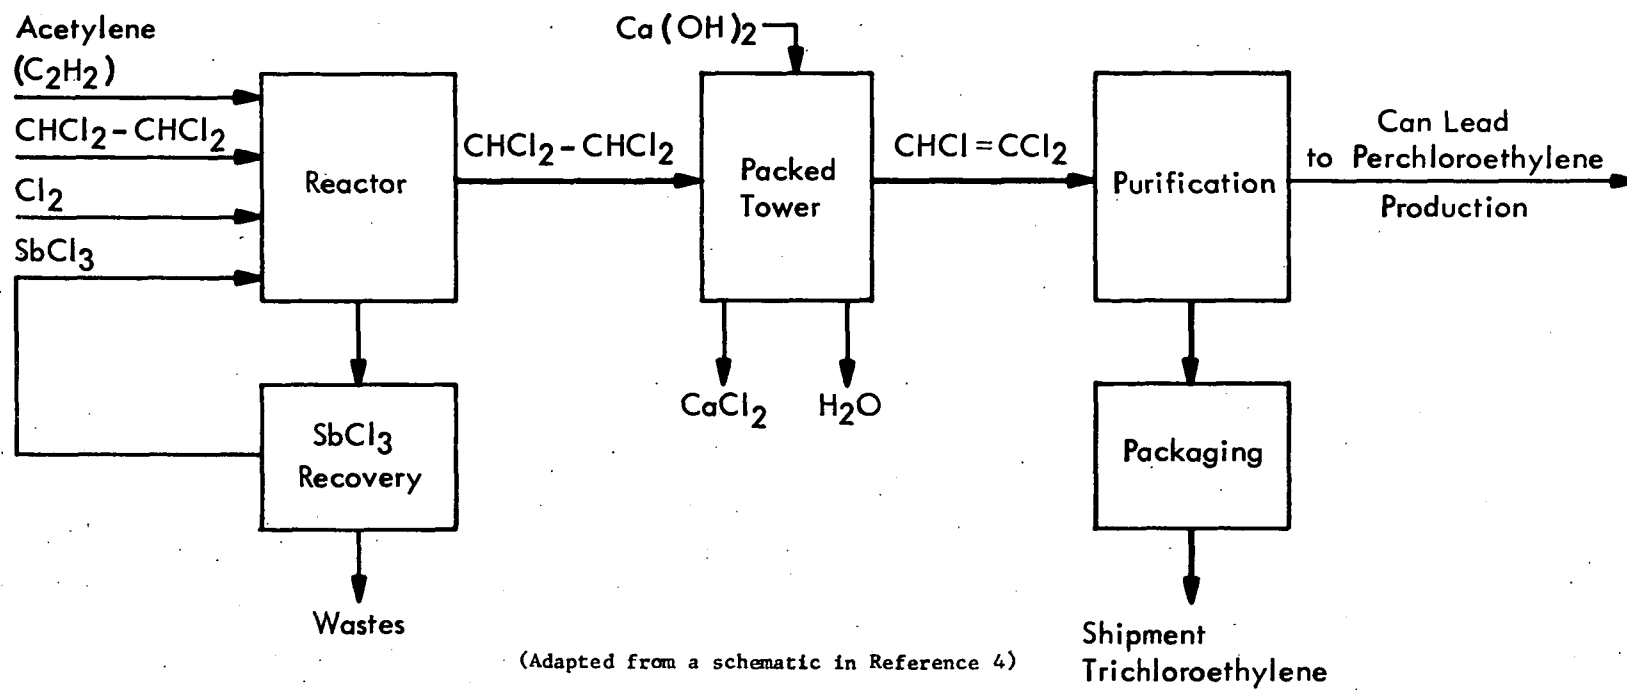 Acetylene
(C2H2)
CHCl2-CHCl2
Cl2
SbCl3
Reactor
SbCl3
Recovery
Wastes
CHCl2-CHCl2
Ca(OH)2
Packed
Tower
CaCl2
H2O
CHCl=CCl2
Purification
Packaging
Shipment
Trichloroethylene
Can Lead
to Perchloroethylene
Production
(Adapted from a schematic in Reference 4)